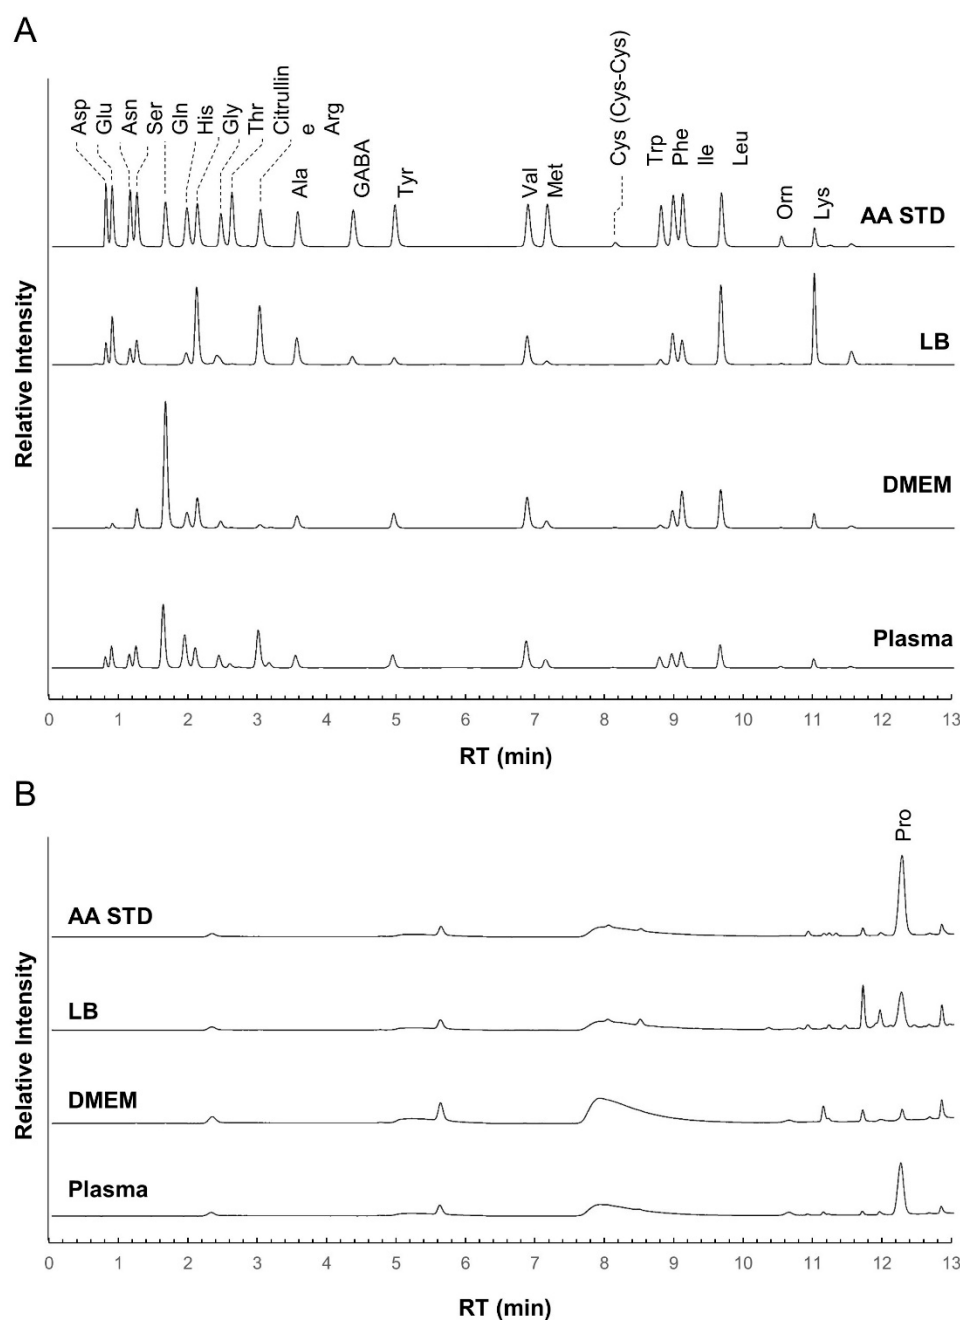 A
Asp
Glu
Asn
Ser
Gln
His
Gly
Thr
Citrullin
e
Arg
Ala
GABA
Tyr
Val
Met
Cys (Cys-Cys)
Trp
Phe
Ile
Leu
Orn
Lys
AA STD
LB
DMEM
Plasma
Relative Intensity
0 1 2 3 4 5 6 7 8 9 10 11 12 13
RT (min)
B
Pro
AA STD
LB
DMEM
Plasma
Relative Intensity
0 1 2 3 4 5 6 7 8 9 10 11 12 13
RT (min)